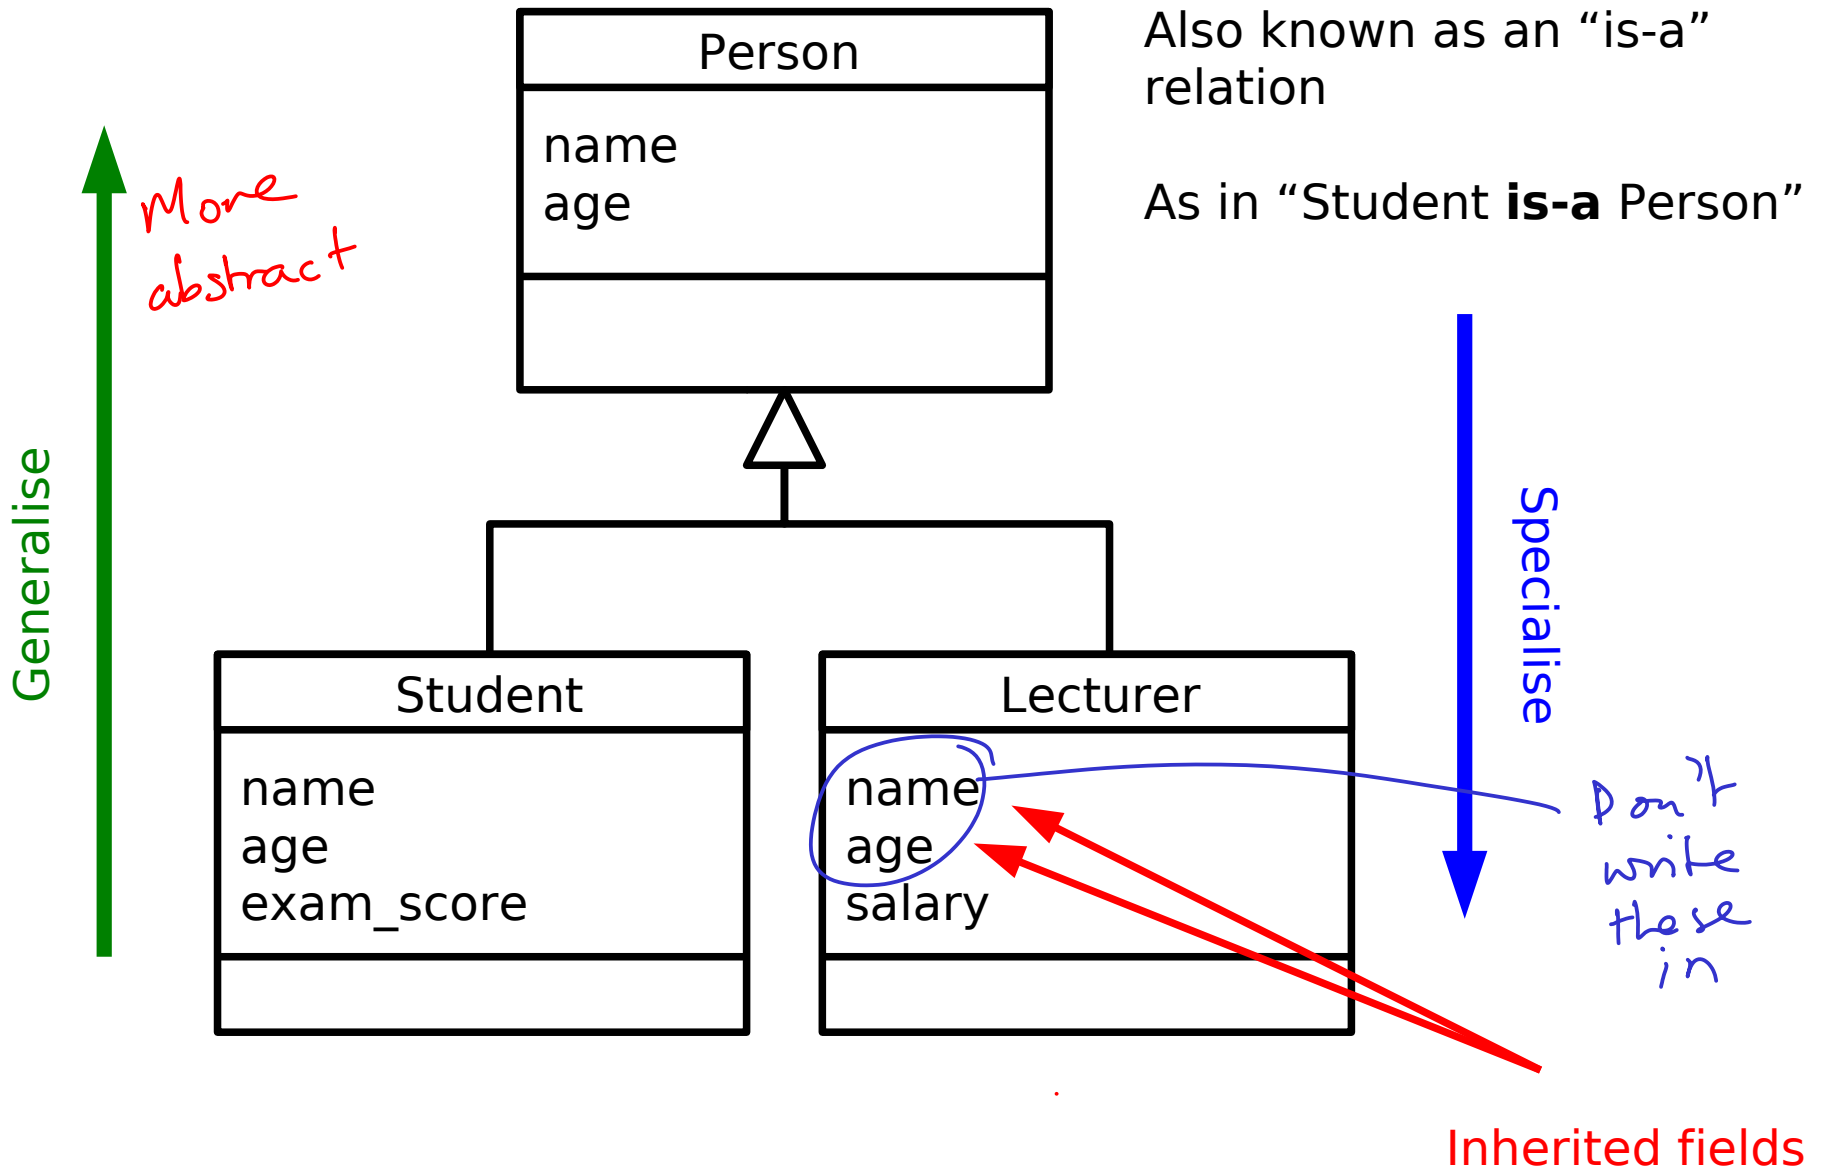 Person
name
age
Also known as an “is-a”
relation
As in “Student is-a Person”
More
abstract
Generalise
Specialise
Student
name
age
exam_score
Lecturer
name
age
salary
Don't
write
these
in
Inherited fields